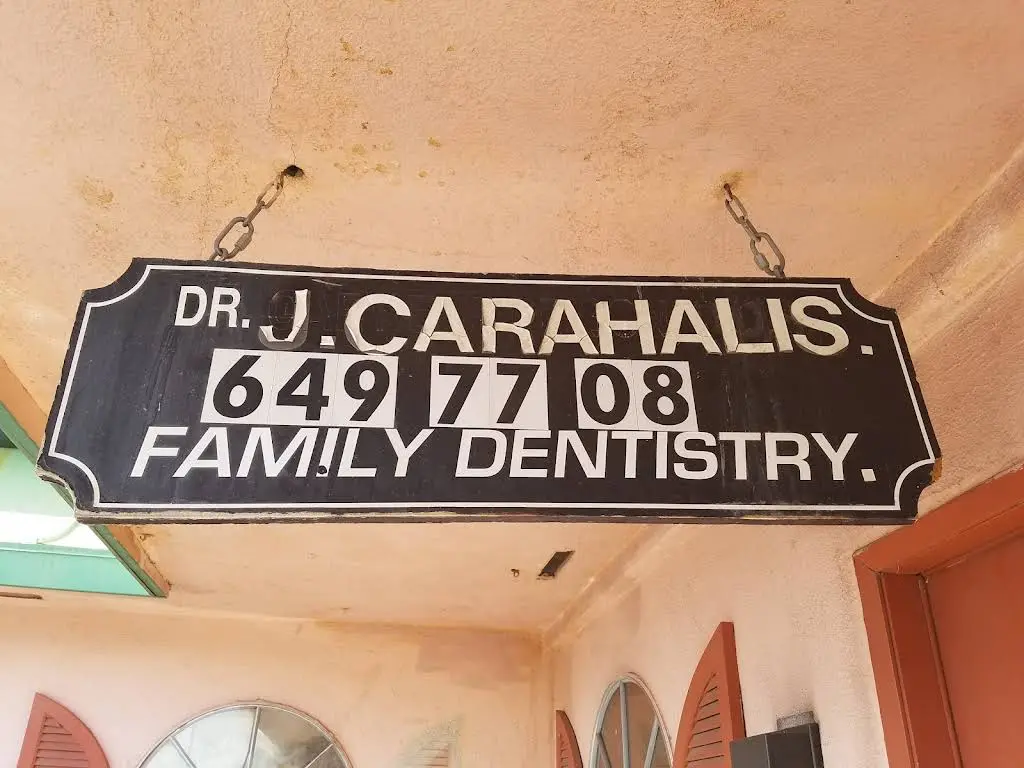 DR. J. CARAHALIS.
649 77 08
FAMILY DENTISTRY.